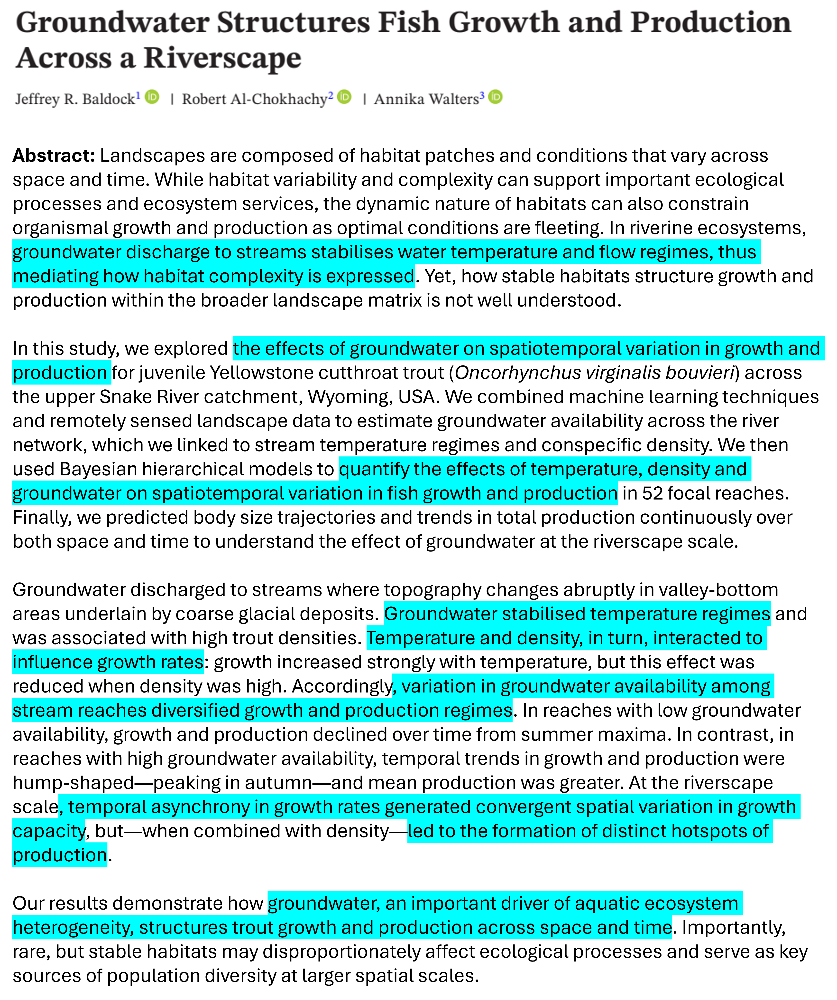 Groundwater Structures Fish Growth and Production
Across a Riverscape
Jeffrey R. Baldock1 iD | Robert Al-Chokhachy2 iD | Annika Walters3 iD
Abstract: Landscapes are composed of habitat patches and conditions that vary across
space and time. While habitat variability and complexity can support important ecological
processes and ecosystem services, the dynamic nature of habitats can also constrain
organismal growth and production as optimal conditions are fleeting. In riverine ecosystems,
groundwater discharge to streams stabilises water temperature and flow regimes, thus
mediating how habitat complexity is expressed. Yet, how stable habitats structure growth and
production within the broader landscape matrix is not well understood.
In this study, we explored the effects of groundwater on spatiotemporal variation in growth and
production for juvenile Yellowstone cutthroat trout (Oncorhynchus virginalis bouvieri) across
the upper Snake River catchment, Wyoming, USA. We combined machine learning techniques
and remotely sensed landscape data to estimate groundwater availability across the river
network, which we linked to stream temperature regimes and conspecific density. We then
used Bayesian hierarchical models to quantify the effects of temperature, density and
groundwater on spatiotemporal variation in fish growth and production in 52 focal reaches.
Finally, we predicted body size trajectories and trends in total production continuously over
both space and time to understand the effect of groundwater at the riverscape scale.
Groundwater discharged to streams where topography changes abruptly in valley-bottom
areas underlain by coarse glacial deposits. Groundwater stabilised temperature regimes and
was associated with high trout densities. Temperature and density, in turn, interacted to
influence growth rates: growth increased strongly with temperature, but this effect was
reduced when density was high. Accordingly, variation in groundwater availability among
stream reaches diversified growth and production regimes. In reaches with low groundwater
availability, growth and production declined over time from summer maxima. In contrast, in
reaches with high groundwater availability, temporal trends in growth and production were
hump-shaped—peaking in autumn—and mean production was greater. At the riverscape
scale, temporal asynchrony in growth rates generated convergent spatial variation in growth
capacity, but—when combined with density—led to the formation of distinct hotspots of
production.
Our results demonstrate how groundwater, an important driver of aquatic ecosystem
heterogeneity, structures trout growth and production across space and time. Importantly,
rare, but stable habitats may disproportionately affect ecological processes and serve as key
sources of population diversity at larger spatial scales.